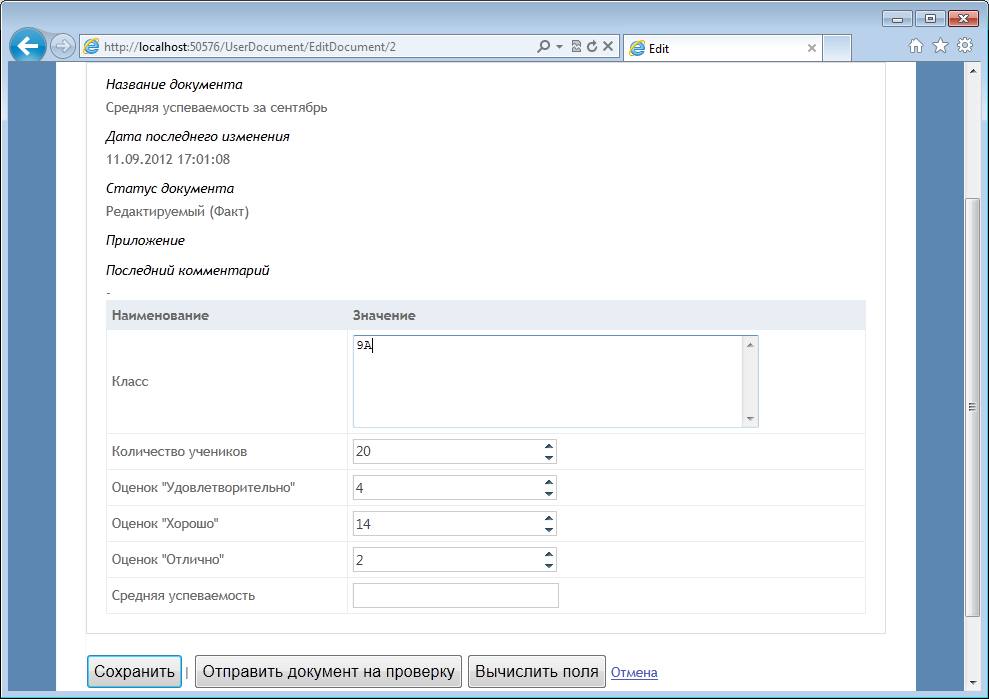 http://localhost:50576/UserDocument/EditDocument/2
Edit
Название документа
Средняя успеваемость за сентябрь
Дата последнего изменения
11.09.2012 17:01:08
Статус документа
Редактируемый (Факт)
Приложение
Последний комментарий
-
Наименование Значение
Класс 9А
Количество учеников 20
Оценок "Удовлетворительно" 4
Оценок "Хорошо" 14
Оценок "Отлично" 2
Средняя успеваемость
Сохранить | Отправить документ на проверку Вычислить поля Отмена